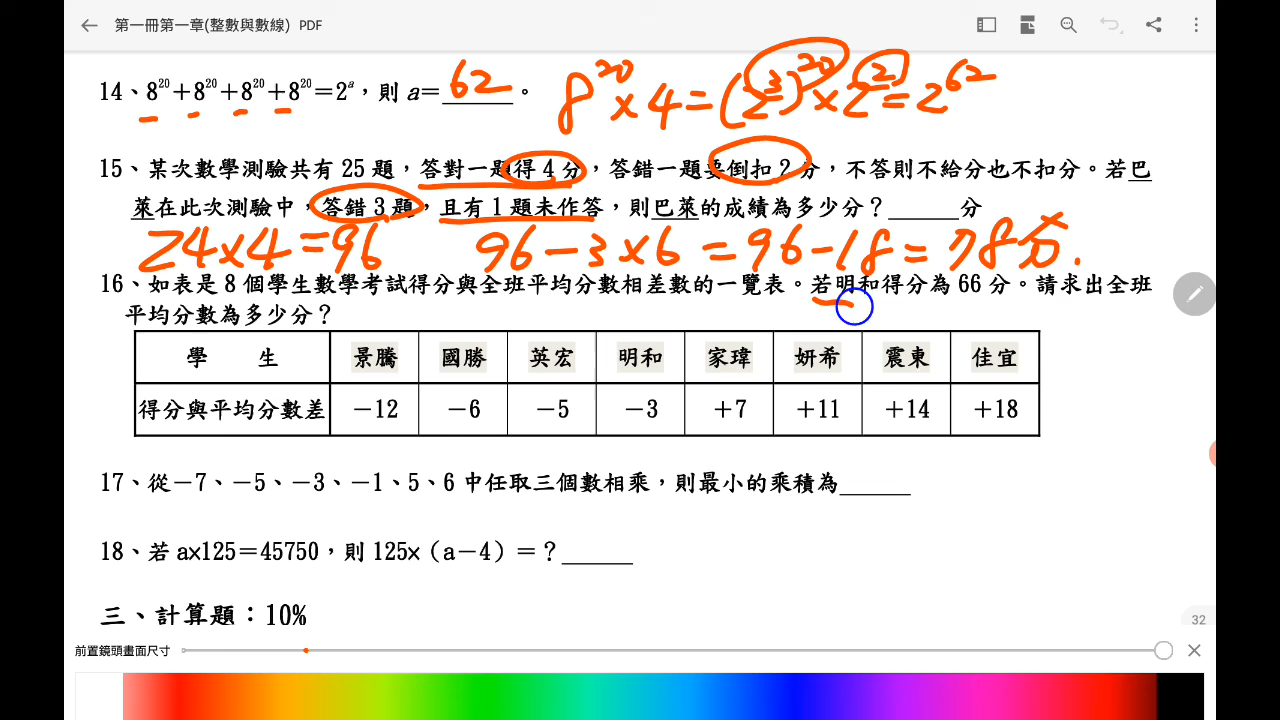 第一冊第一章(整數與數線) PDF
14、8²⁰＋8²⁰＋8²⁰＋8²⁰＝2ᵃ，則 a＝62。
8²⁰×4=(2³)²⁰×2²=2⁶²
15、某次數學測驗共有 25 題，答對一題得 4 分，答錯一題要倒扣 2 分，不答則不給分也不扣分。若巴
萊在此次測驗中，答錯 3 題，且有 1 題未作答，則巴萊的成績為多少分？______分
24×4=96 96-3×6=96-18=78分.
16、如表是 8 個學生數學考試得分與全班平均分數相差數的一覽表。若明和得分為 66 分。請求出全班
平均分數為多少分？
學 生 景騰 國勝 英宏 明和 家瑋 妍希 震東 佳宜
得分與平均分數差 －12 －6 －5 －3 ＋7 ＋11 ＋14 ＋18
17、從－7、－5、－3、－1、5、6 中任取三個數相乘，則最小的乘積為______
18、若 ax125＝45750，則 125x（a－4）＝？______
三、計算題：10%
32
前置鏡頭畫面尺寸